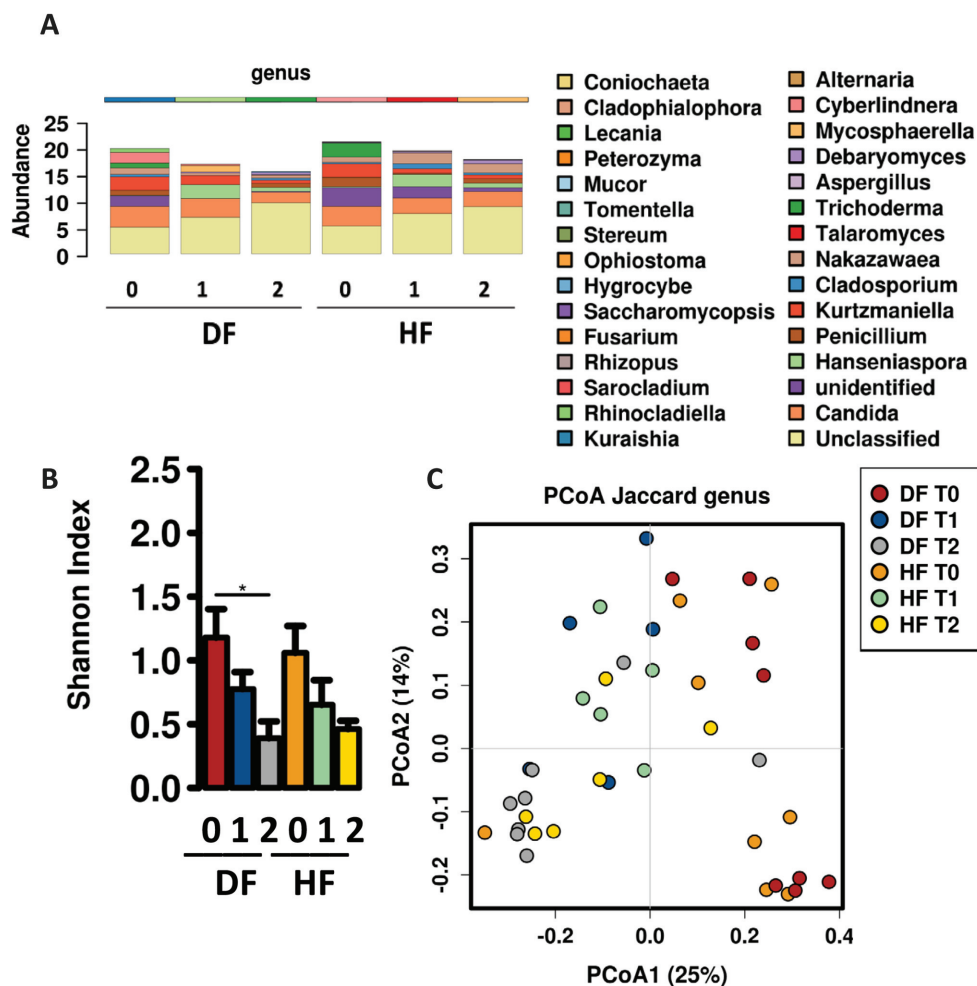 A
genus
Abundance
25
20
15
10
5
0
0 1 2 0 1 2
DF HF
Coniochaeta
Cladophialophora
Lecania
Peterozyma
Mucor
Tomentella
Stereum
Ophiostoma
Hygrocybe
Saccharomycopsis
Fusarium
Rhizopus
Sarocladium
Rhinocladiella
Kuraishia
Alternaria
Cyberlindnera
Mycosphaerella
Debaryomyces
Aspergillus
Trichoderma
Talaromyces
Nakazawaea
Cladosporium
Kurtzmaniella
Penicillium
Hanseniaspora
unidentified
Candida
Unclassified
B
Shannon Index
2.5
2.0
1.5
1.0
0.5
0.0
*
0 1 2 0 1 2
DF HF
C
PCoA Jaccard genus
PCoA2 (14%)
0.3
0.2
0.1
0.0
-0.1
-0.2
-0.2 0.0 0.2 0.4
PCoA1 (25%)
DF T0
DF T1
DF T2
HF T0
HF T1
HF T2